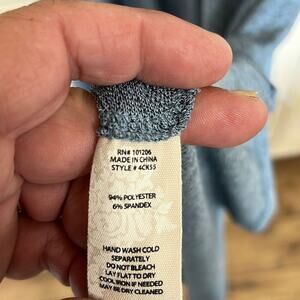 RN# 101206
MADE IN CHINA
STYLE # 4CK55
94% POLYESTER
6% SPANDEX
HAND WASH COLD
SEPARATELY
DO NOT BLEACH
LAY FLAT TO DRY
COOL IRON IF NEEDED
MAY BE DRY CLEANED